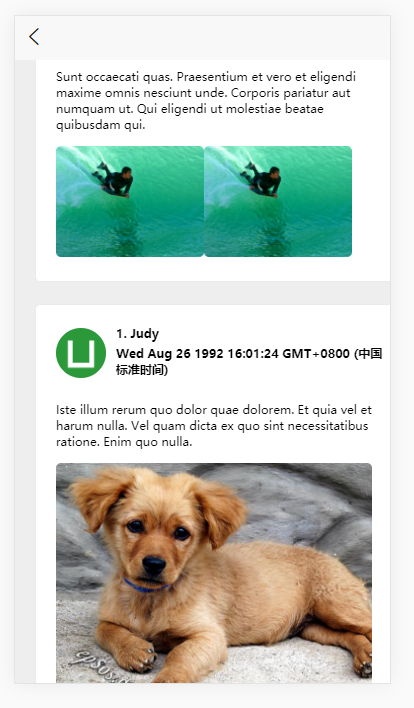 Sunt occaecati quas. Praesentium et vero et eligendi
maxime omnis nesciunt unde. Corporis pariatur aut
numquam ut. Qui eligendi ut molestiae beatae
quibusdam qui.
1. Judy
Wed Aug 26 1992 16:01:24 GMT+0800 (中国
标准时间)
Iste illum rerum quo dolor quae dolorem. Et quia vel et
harum nulla. Vel quam dicta ex quo sint necessitatibus
ratione. Enim quo nulla.